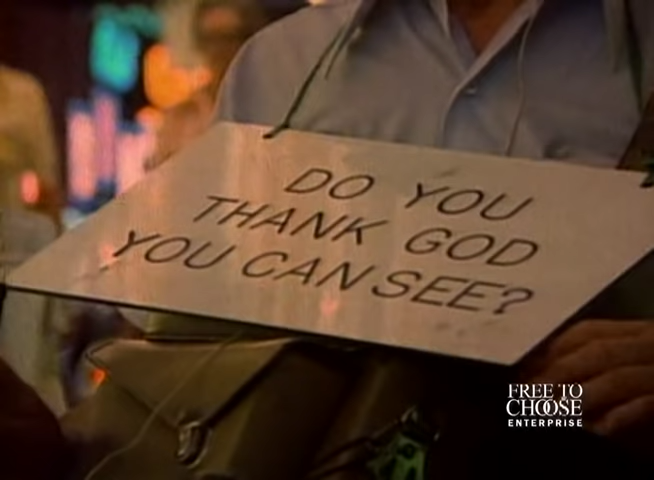 DO YOU
THANK GOD
YOU CAN SEE?
FREE TO
CHOOSE
ENTERPRISE